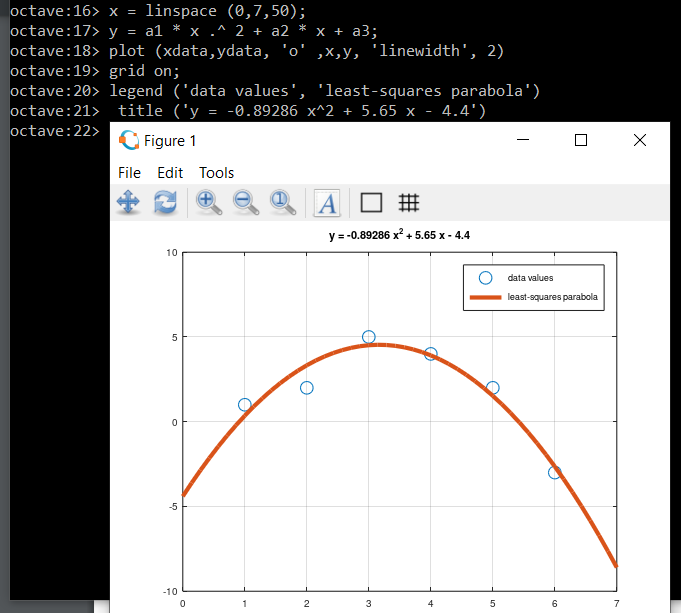 octave:16> x = linspace (0,7,50);
octave:17> y = a1 * x .^ 2 + a2 * x + a3;
octave:18> plot (xdata,ydata, 'o' ,x,y, 'linewidth', 2)
octave:19> grid on;
octave:20> legend ('data values', 'least-squares parabola')
octave:21>  title ('y = -0.89286 x^2 + 5.65 x - 4.4')
octave:22>
Figure 1
File Edit Tools
A
y = -0.89286 x² + 5.65 x - 4.4
10
data values
least-squares parabola
5
0
-5
-10
0 1 2 3 4 5 6 7